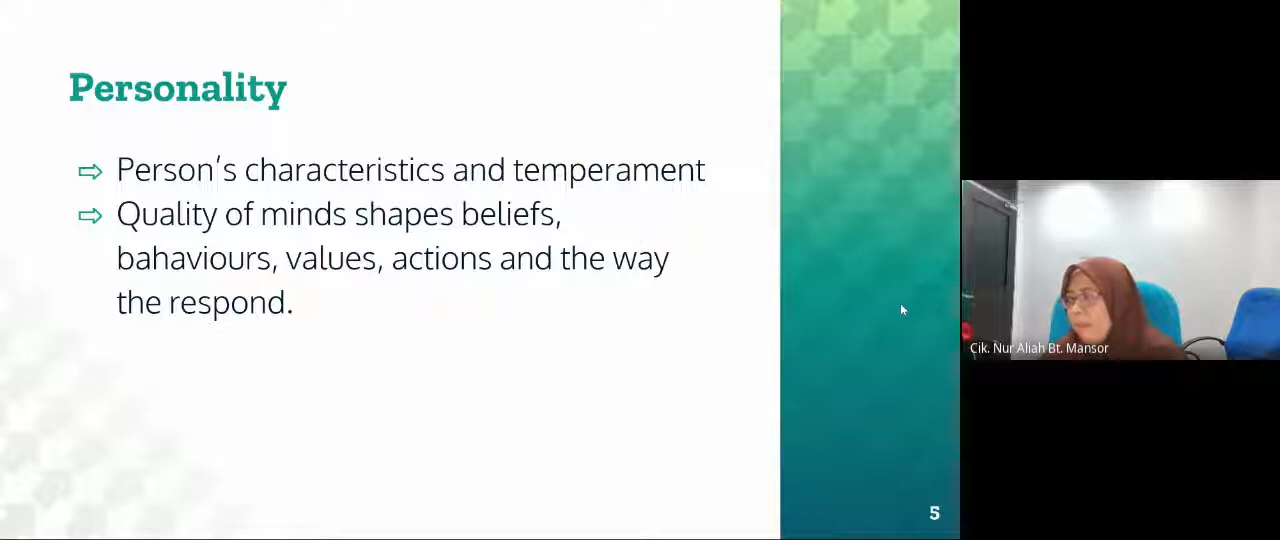 Personality
⇨ Person's characteristics and temperament
⇨ Quality of minds shapes beliefs,
bahaviours, values, actions and the way
the respond.
5
Cik. Nur Aliah Bt. Mansor